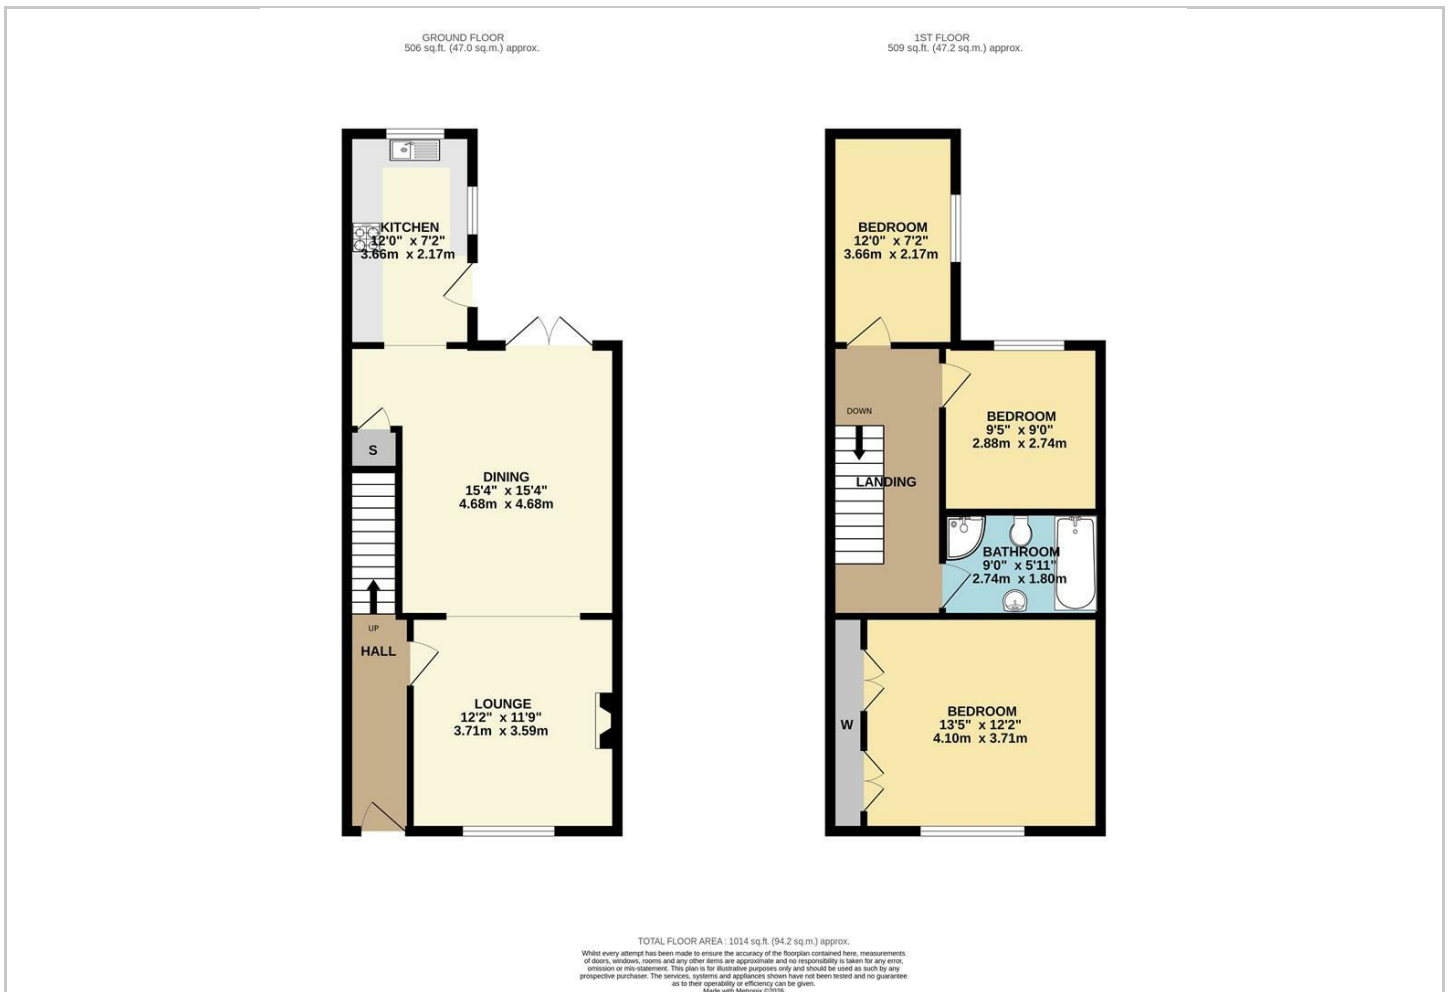 GROUND FLOOR
506 sq.ft. (47.0 sq.m.) approx.
KITCHEN
12'0" x 7'2"
3.66m x 2.17m
S
DINING
15'4" x 15'4"
4.68m x 4.68m
UP
HALL
LOUNGE
12'2" x 11'9"
3.71m x 3.59m
1ST FLOOR
509 sq.ft. (47.2 sq.m.) approx.
BEDROOM
12'0" x 7'2"
3.66m x 2.17m
DOWN
BEDROOM
9'5" x 9'0"
2.88m x 2.74m
LANDING
BATHROOM
9'0" x 5'11"
2.74m x 1.80m
W
BEDROOM
13'5" x 12'2"
4.10m x 3.71m
TOTAL FLOOR AREA : 1014 sq.ft. (94.2 sq.m.) approx.
Whilst every attempt has been made to ensure the accuracy of the floorplan contained here, measurements
of doors, windows, rooms and any other items are approximate and no responsibility is taken for any error,
omission or mis-statement. This plan is for illustrative purposes only and should be used as such by any
prospective purchaser. The services, systems and appliances shown have not been tested and no guarantee
as to their operability or efficiency can be given.
Made with Metropix ©2026